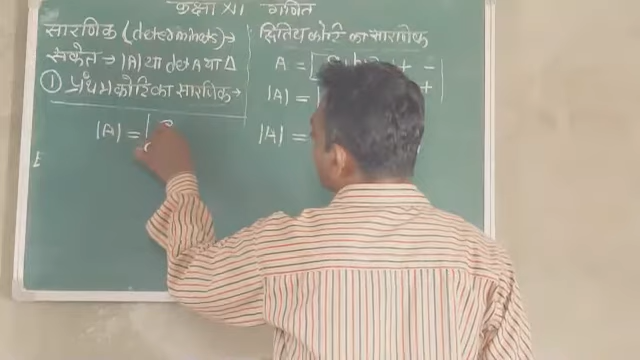 कक्षा XI गणित
सारणिक (determinants) →
संकेत → |A| या det A या Δ
① प्रथम कोटि का सारणिक →
|A| =
द्वितीय कोटि का सारणिक
A =
|A| =
|A| =